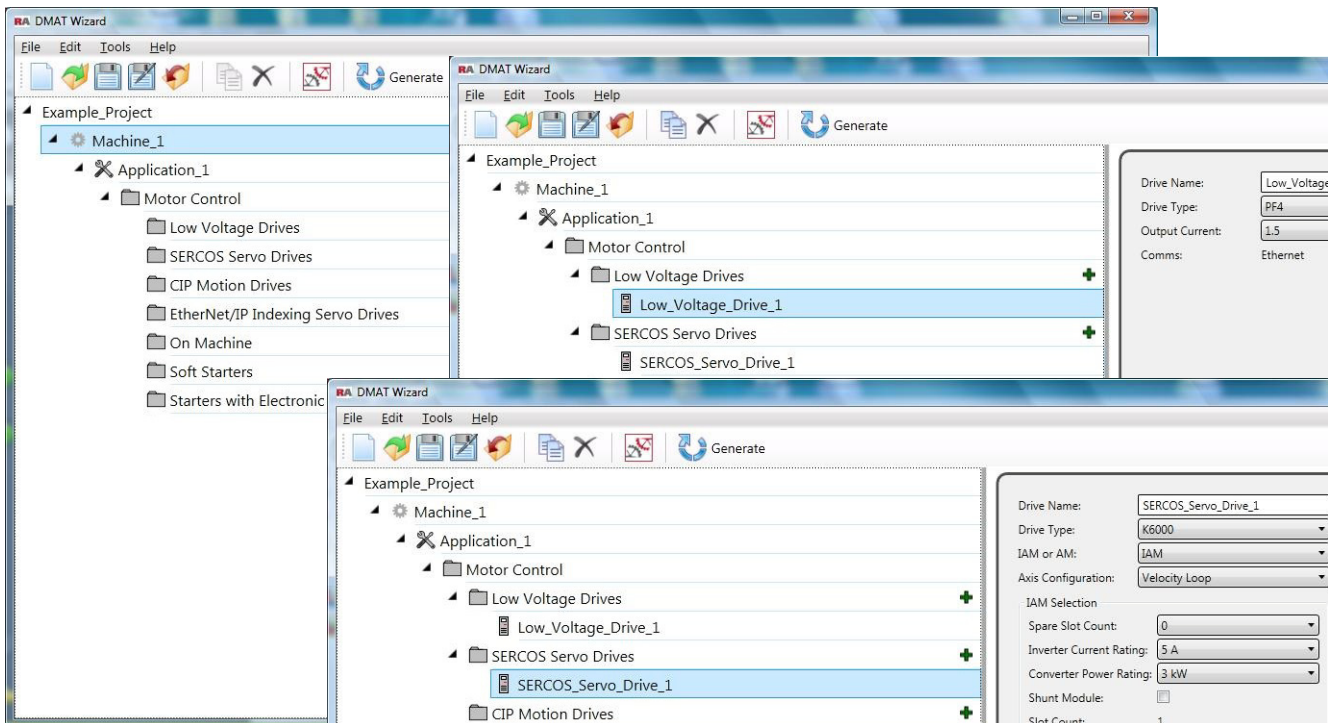 RA DMAT Wizard
File Edit Tools Help
Generate
Example_Project
Machine_1
Application_1
Motor Control
Low Voltage Drives
SERCOS Servo Drives
CIP Motion Drives
EtherNet/IP Indexing Servo Drives
On Machine
Soft Starters
Starters with Electronic
RA DMAT Wizard
File Edit Tools Help
Generate
Example_Project
Machine_1
Application_1
Motor Control
Low Voltage Drives
Low_Voltage_Drive_1
SERCOS Servo Drives
SERCOS_Servo_Drive_1
Drive Name: Low_Voltage
Drive Type: PF4
Output Current: 1.5
Comms: Ethernet
RA DMAT Wizard
File Edit Tools Help
Generate
Example_Project
Machine_1
Application_1
Motor Control
Low Voltage Drives
Low_Voltage_Drive_1
SERCOS Servo Drives
SERCOS_Servo_Drive_1
CIP Motion Drives
Drive Name: SERCOS_Servo_Drive_1
Drive Type: K6000
IAM or AM: IAM
Axis Configuration: Velocity Loop
IAM Selection
Spare Slot Count: 0
Inverter Current Rating: 5 A
Converter Power Rating: 3 kW
Shunt Module:
Slot Count: 1